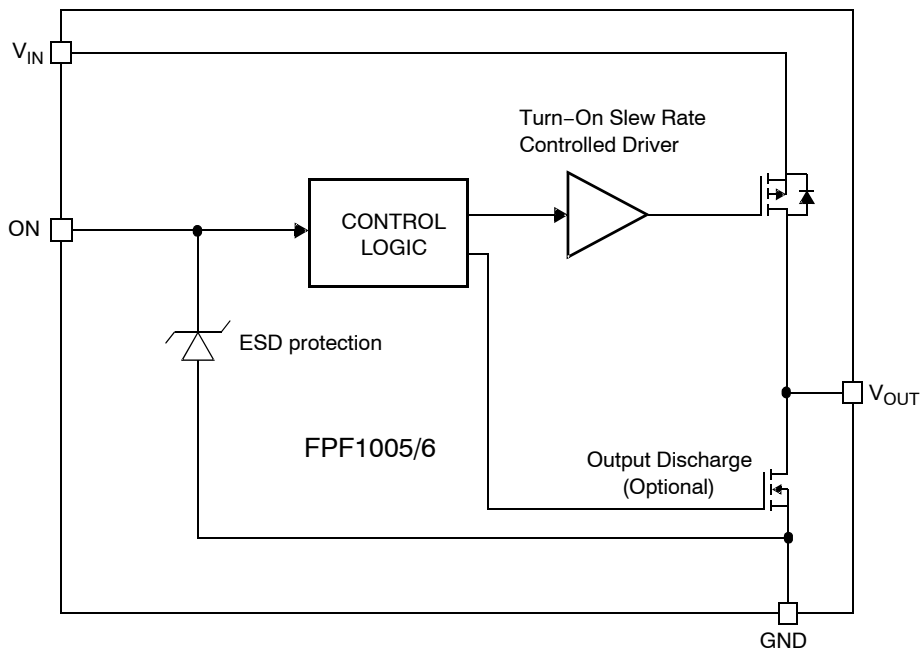 VIN
Turn−On Slew Rate
Controlled Driver
ON
CONTROL
LOGIC
ESD protection
VOUT
FPF1005/6
Output Discharge
(Optional)
GND